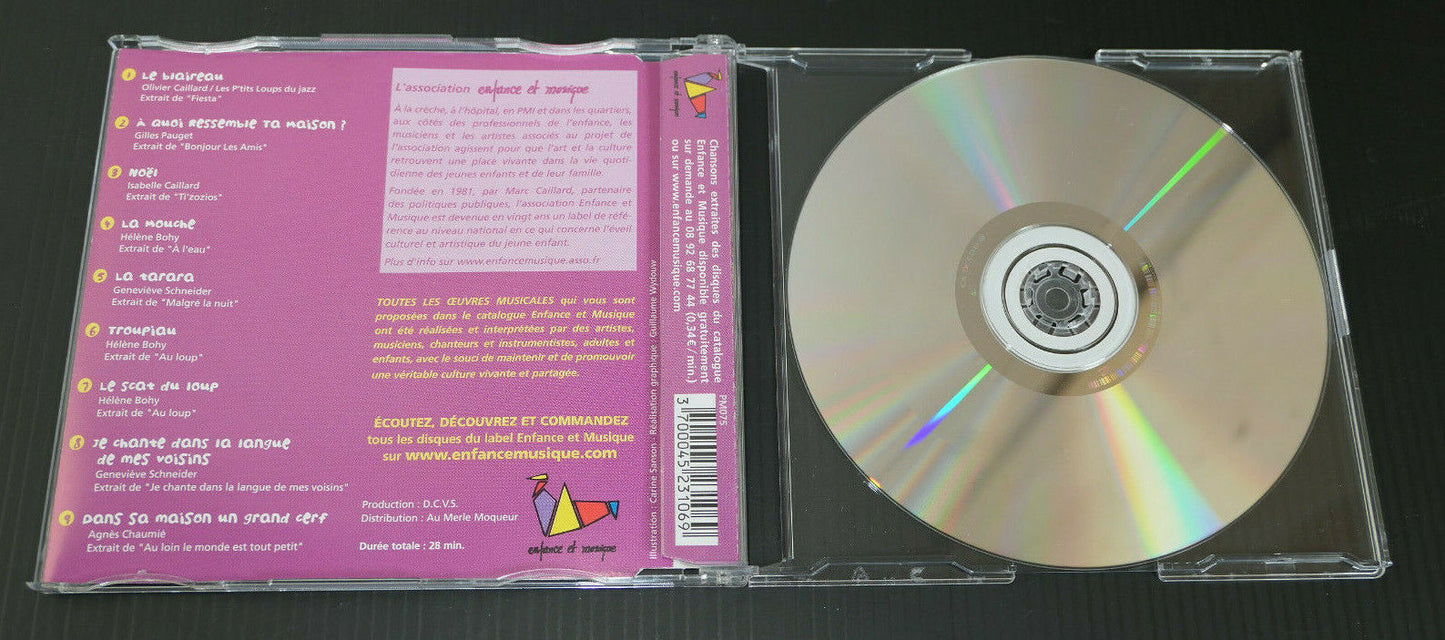 1 Le blaireau
Olivier Caillard / Les P'tits Loups du jazz
Extrait de "Fiesta"
2 À quoi ressemble ta maison ?
Gilles Pauget
Extrait de "Bonjour Les Amis"
3 Noël
Isabelle Caillard
Extrait de "Ti'zozios"
4 La mouche
Hélène Bohy
Extrait de "À l'eau"
5 La tarara
Geneviève Schneider
Extrait de "Malgré la nuit"
6 Troupiau
Hélène Bohy
Extrait de "Au loup"
7 Le scat du loup
Hélène Bohy
Extrait de "Au loup"
8 Je chante dans la langue
de mes voisins
Geneviève Schneider
Extrait de "Je chante dans la langue de mes voisins"
9 Dans sa maison un grand cerf
Agnès Chaumié
Extrait de "Au loin le monde est tout petit"
L'association enfance et musique
À la crèche, à l'hôpital, en PMI et dans les quartiers,
aux côtés des professionnels de l'enfance, les
musiciens et les artistes associés au projet de
l'association agissent pour que l'art et la culture
retrouvent une place vivante dans la vie quoti-
dienne des jeunes enfants et de leur famille.
Fondée en 1981, par Marc Caillard, partenaire
des politiques publiques, l'association Enfance et
Musique est devenue en vingt ans un label de réfé-
rence au niveau national en ce qui concerne l'éveil
culturel et artistique du jeune enfant.
Plus d'info sur www.enfancemusique.asso.fr
TOUTES LES ŒUVRES MUSICALES qui vous sont
proposées dans le catalogue Enfance et Musique
ont été réalisées et interprétées par des artistes,
musiciens, chanteurs et instrumentistes, adultes et
enfants, avec le souci de maintenir et de promouvoir
une véritable culture vivante et partagée.
ÉCOUTEZ, DÉCOUVREZ ET COMMANDEZ
tous les disques du label Enfance et Musique
sur www.enfancemusique.com
Production : D.C.V.S.
Distribution : Au Merle Moqueur
Durée totale : 28 min.
enfance et musique
Illustration : Carine Sanson - Réalisation graphique : Guillaume Wydouw
enfance et musique
Chansons extraites des disques du catalogue
Enfance et Musique disponible gratuitement
sur demande au 08 92 68 77 44 (0,34€ / min.)
ou sur www.enfancemusique.com
PM075
3 700045 231069